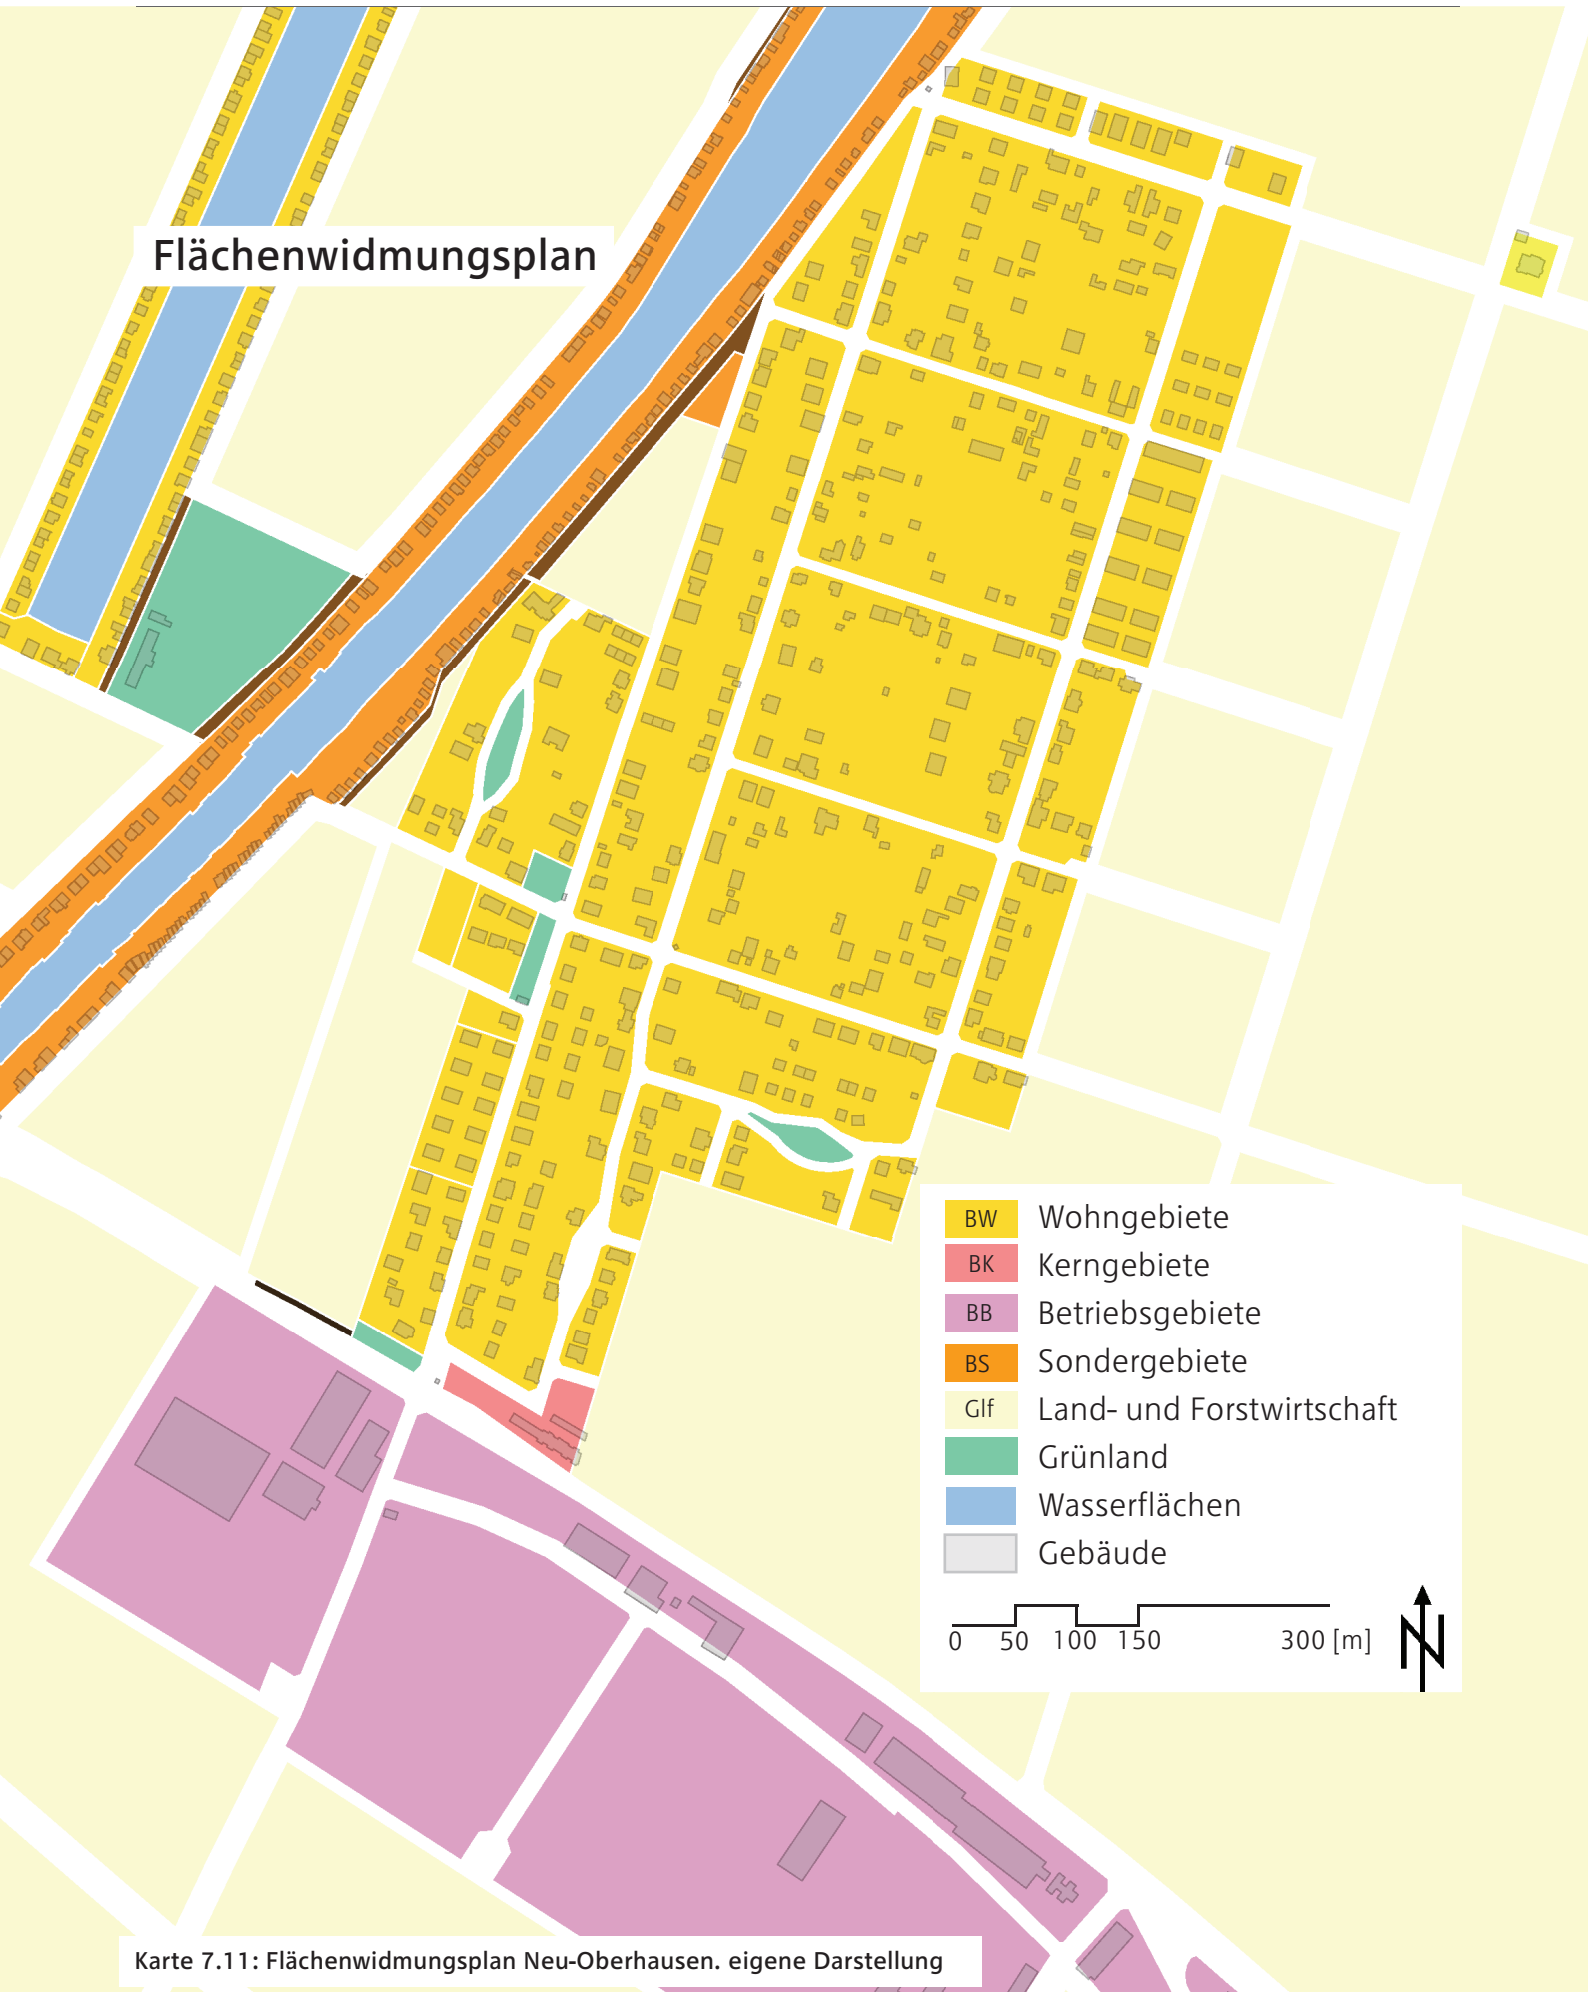 Flächenwidmungsplan
BW Wohngebiete
BK Kerngebiete
BB Betriebsgebiete
BS Sondergebiete
Glf Land- und Forstwirtschaft
Grünland
Wasserflächen
Gebäude
0 50 100 150 300 [m]
N
Karte 7.11: Flächenwidmungsplan Neu-Oberhausen. eigene Darstellung